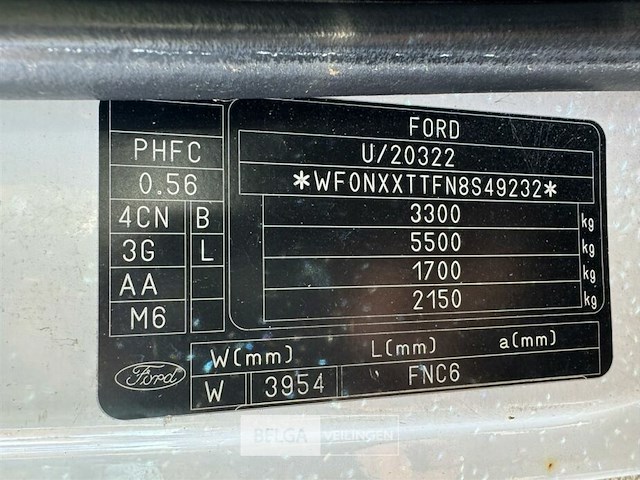 FORD
PHFC
U/20322
0.56
*WF0NXXTTFN8S49232*
4CN B
3300 kg
3G L
5500 kg
AA
1700 kg
M6
2150 kg
W(mm) L(mm) a(mm)
Ford W 3954 FNC6
BELGA VEILINGEN